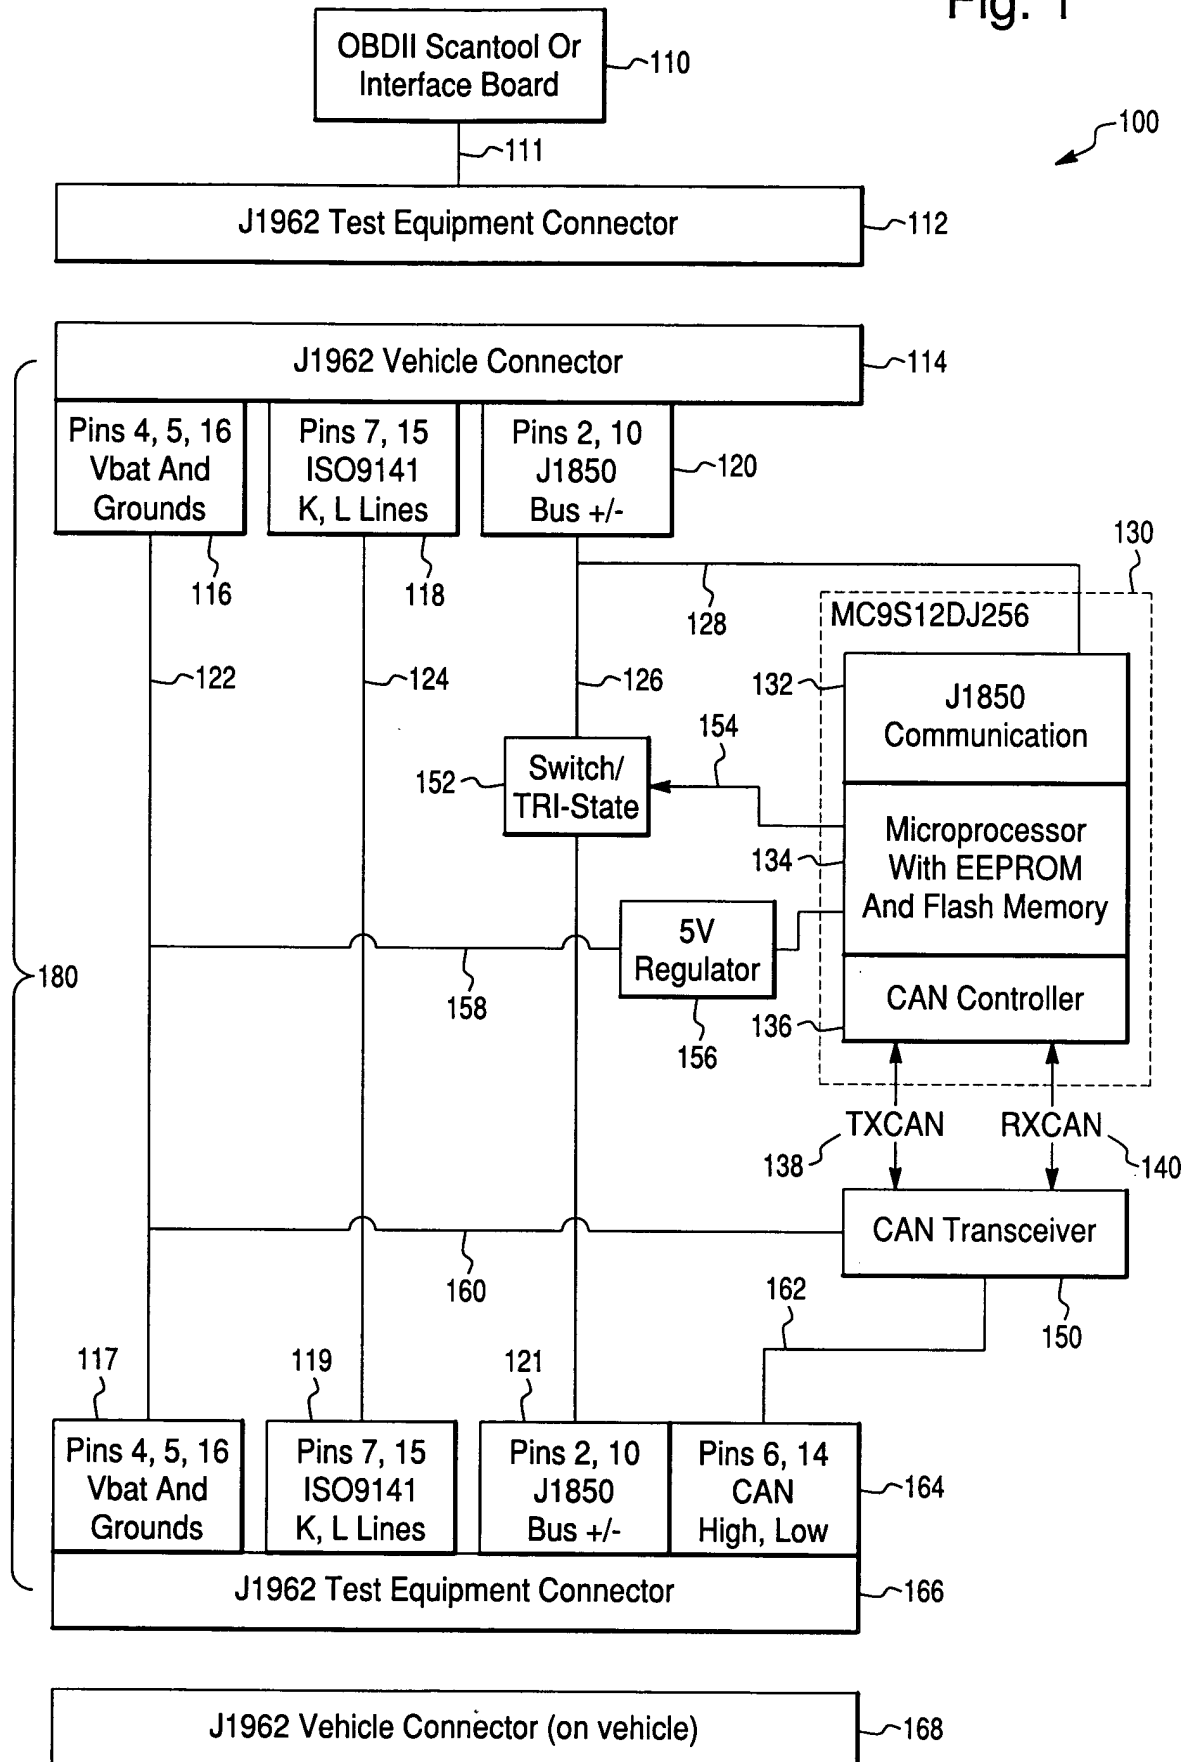 Fig. 1
OBDII Scantool Or
Interface Board
110
100
111
J1962 Test Equipment Connector
112
J1962 Vehicle Connector
114
Pins 4, 5, 16
Vbat And
Grounds
Pins 7, 15
ISO9141
K, L Lines
Pins 2, 10
J1850
Bus +/-
120
116
118
128
130
MC9S12DJ256
122
124
126
132
J1850
Communication
154
152
Switch/
TRI-State
134
Microprocessor
With EEPROM
And Flash Memory
5V
Regulator
180
158
156
136
CAN Controller
TXCAN
RXCAN
138
140
CAN Transceiver
160
162
150
117
119
121
Pins 4, 5, 16
Vbat And
Grounds
Pins 7, 15
ISO9141
K, L Lines
Pins 2, 10
J1850
Bus +/-
Pins 6, 14
CAN
High, Low
164
J1962 Test Equipment Connector
166
J1962 Vehicle Connector (on vehicle)
168